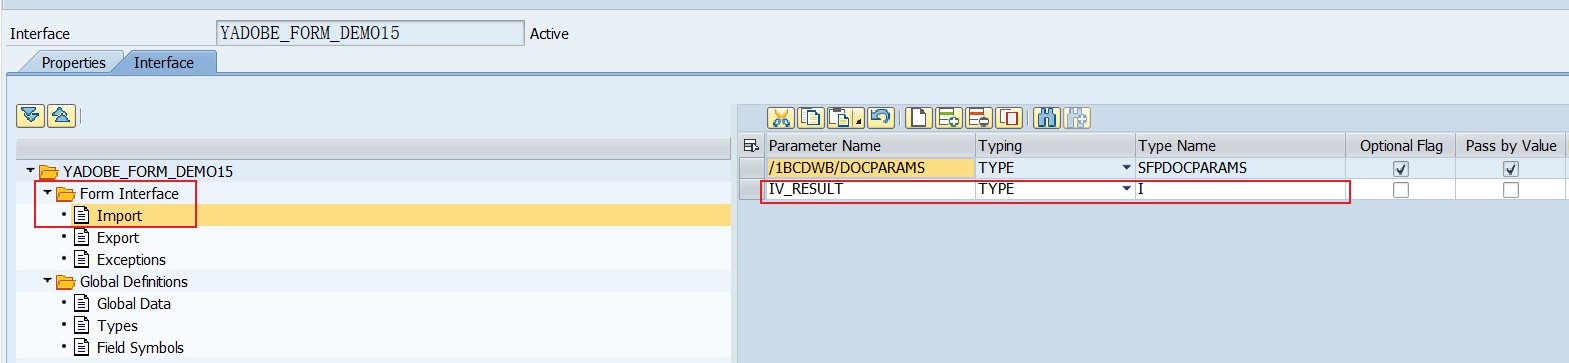 Interface YADOBE_FORM_DEMO15 Active
Properties Interface
Parameter Name Typing Type Name Optional Flag Pass by Value
/1BCDWB/DOCPARAMS TYPE SFPDOCPARAMS
IV_RESULT TYPE I
YADOBE_FORM_DEMO15
Form Interface
Import
Export
Exceptions
Global Definitions
Global Data
Types
Field Symbols